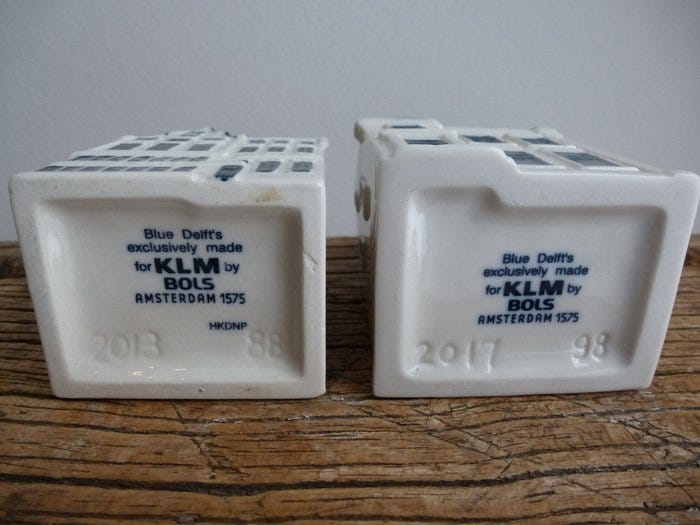 Blue Delft's
exclusively made
for KLM by
BOLS
AMSTERDAM 1575
HKDNP
2013 88
Blue Delft's
exclusively made
for KLM by
BOLS
AMSTERDAM 1575
2017 98